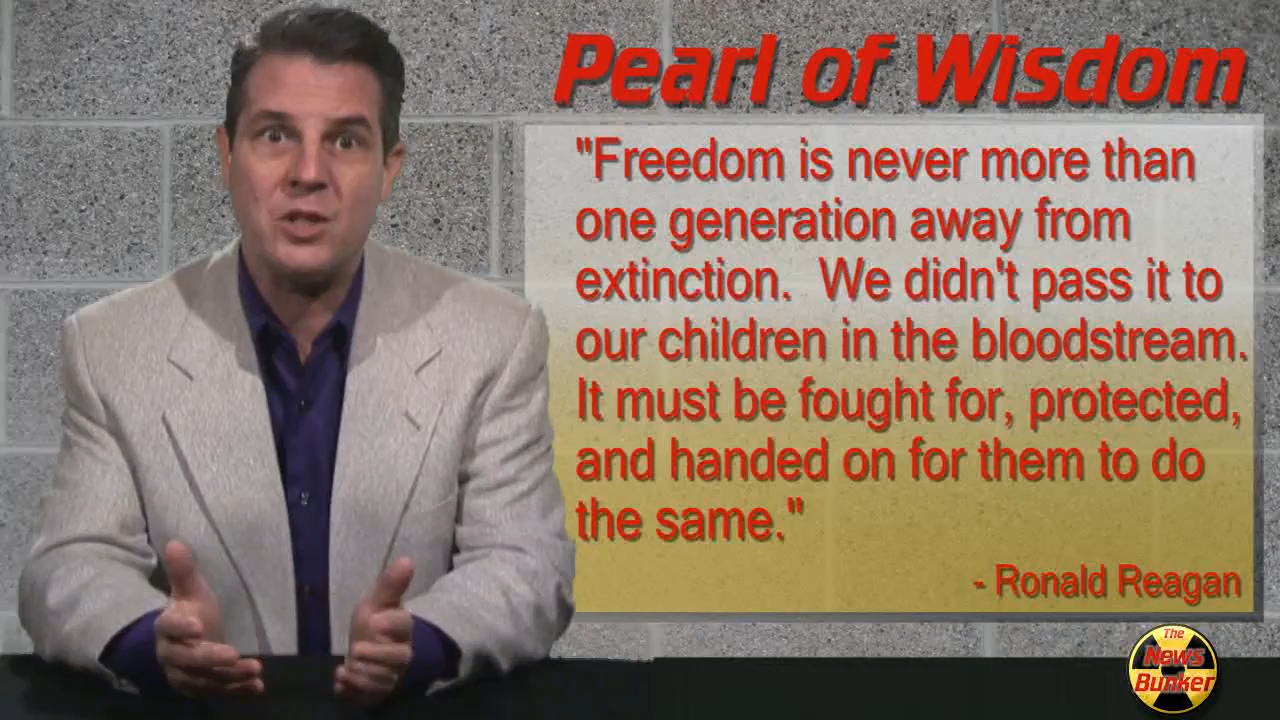 Pearl of Wisdom
"Freedom is never more than
one generation away from
extinction.  We didn't pass it to
our children in the bloodstream.
It must be fought for, protected,
and handed on for them to do
the same."
- Ronald Reagan
The
News
Bunker